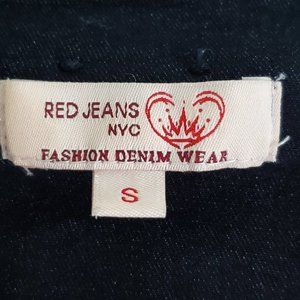 RED JEANS
NYC
FASHION DENIM WEAR
S